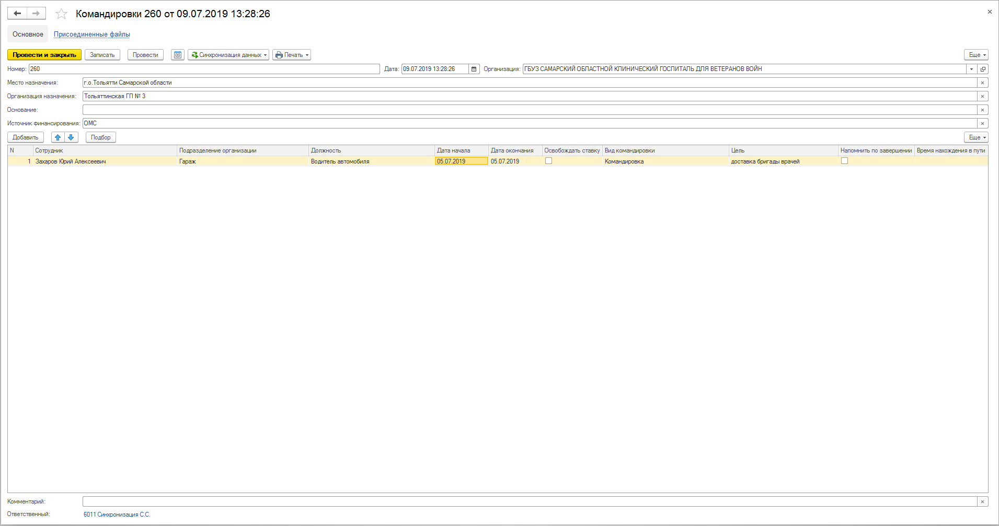 Командировки 260 от 09.07.2019 13:28:26
Основное Присоединенные файлы
Провести и закрыть Записать Провести Синхронизация данных Печать Еще
Номер: 260 Дата: 09.07.2019 13:28:26 Организация: ГБУЗ САМАРСКИЙ ОБЛАСТНОЙ КЛИНИЧЕСКИЙ ГОСПИТАЛЬ ДЛЯ ВЕТЕРАНОВ ВОЙН
Место назначения: г.о.Тольятти Самарской области
Организация назначения: Тольяттинская ГП № 3
Основание:
Источник финансирования: ОМС
Добавить Подбор Еще
N Сотрудник Подразделение организации Должность Дата начала Дата окончания Освобождать ставку Вид командировки Цель Напомнить по завершении Время нахождения в пути
1 Захаров Юрий Алексеевич Гараж Водитель автомобиля 05.07.2019 05.07.2019 Командировка доставка бригады врачей
Комментарий:
Ответственный: 6011 Синхронизация С.С.